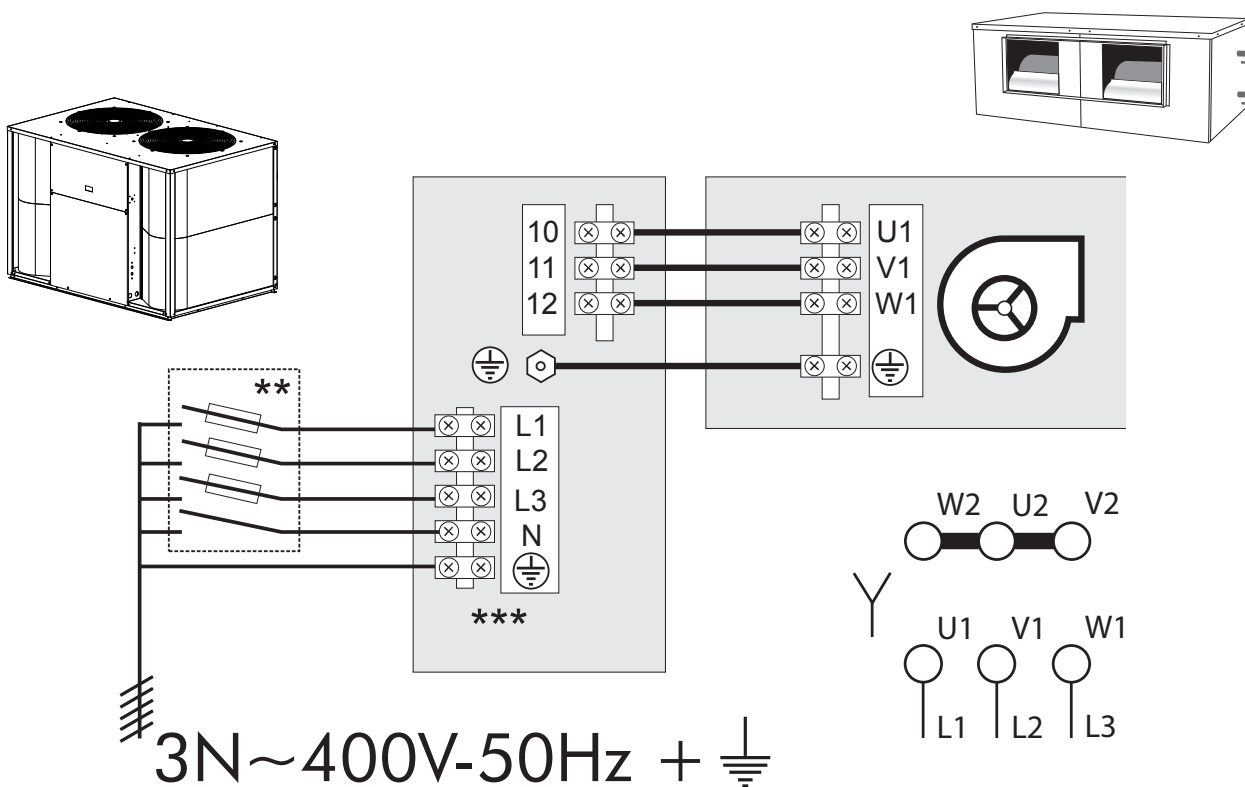 10
11
12
U1
V1
W1
**
L1
L2
L3
N
***
W2 U2 V2
U1 V1 W1
L1 L2 L3
3N~400V-50Hz +